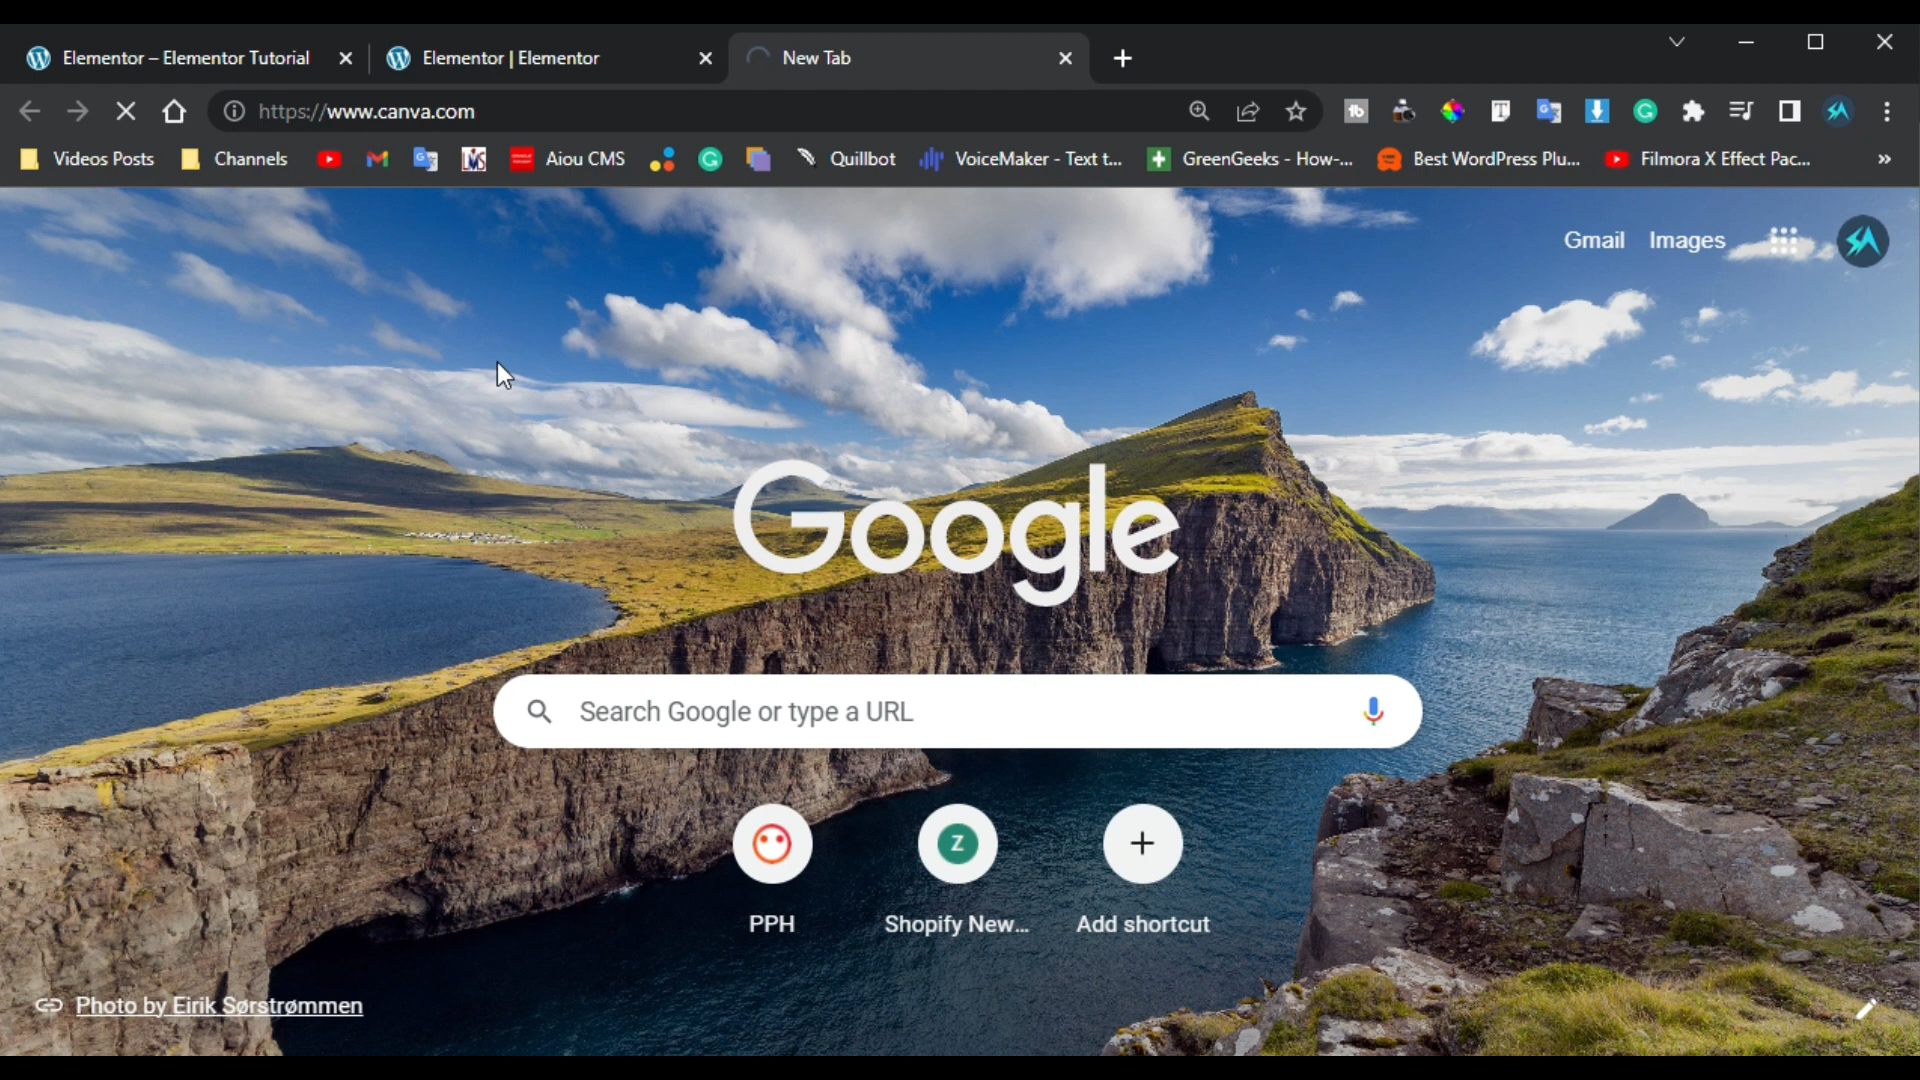 Elementor – Elementor Tutorial
Elementor | Elementor
New Tab
https://www.canva.com
Videos Posts
Channels
Aiou CMS
Quillbot
VoiceMaker - Text t...
GreenGeeks - How-...
Best WordPress Plu...
Filmora X Effect Pac...
Gmail
Images
Google
Search Google or type a URL
Z
PPH
Shopify New...
Add shortcut
Photo by Eirik Sørstrømmen